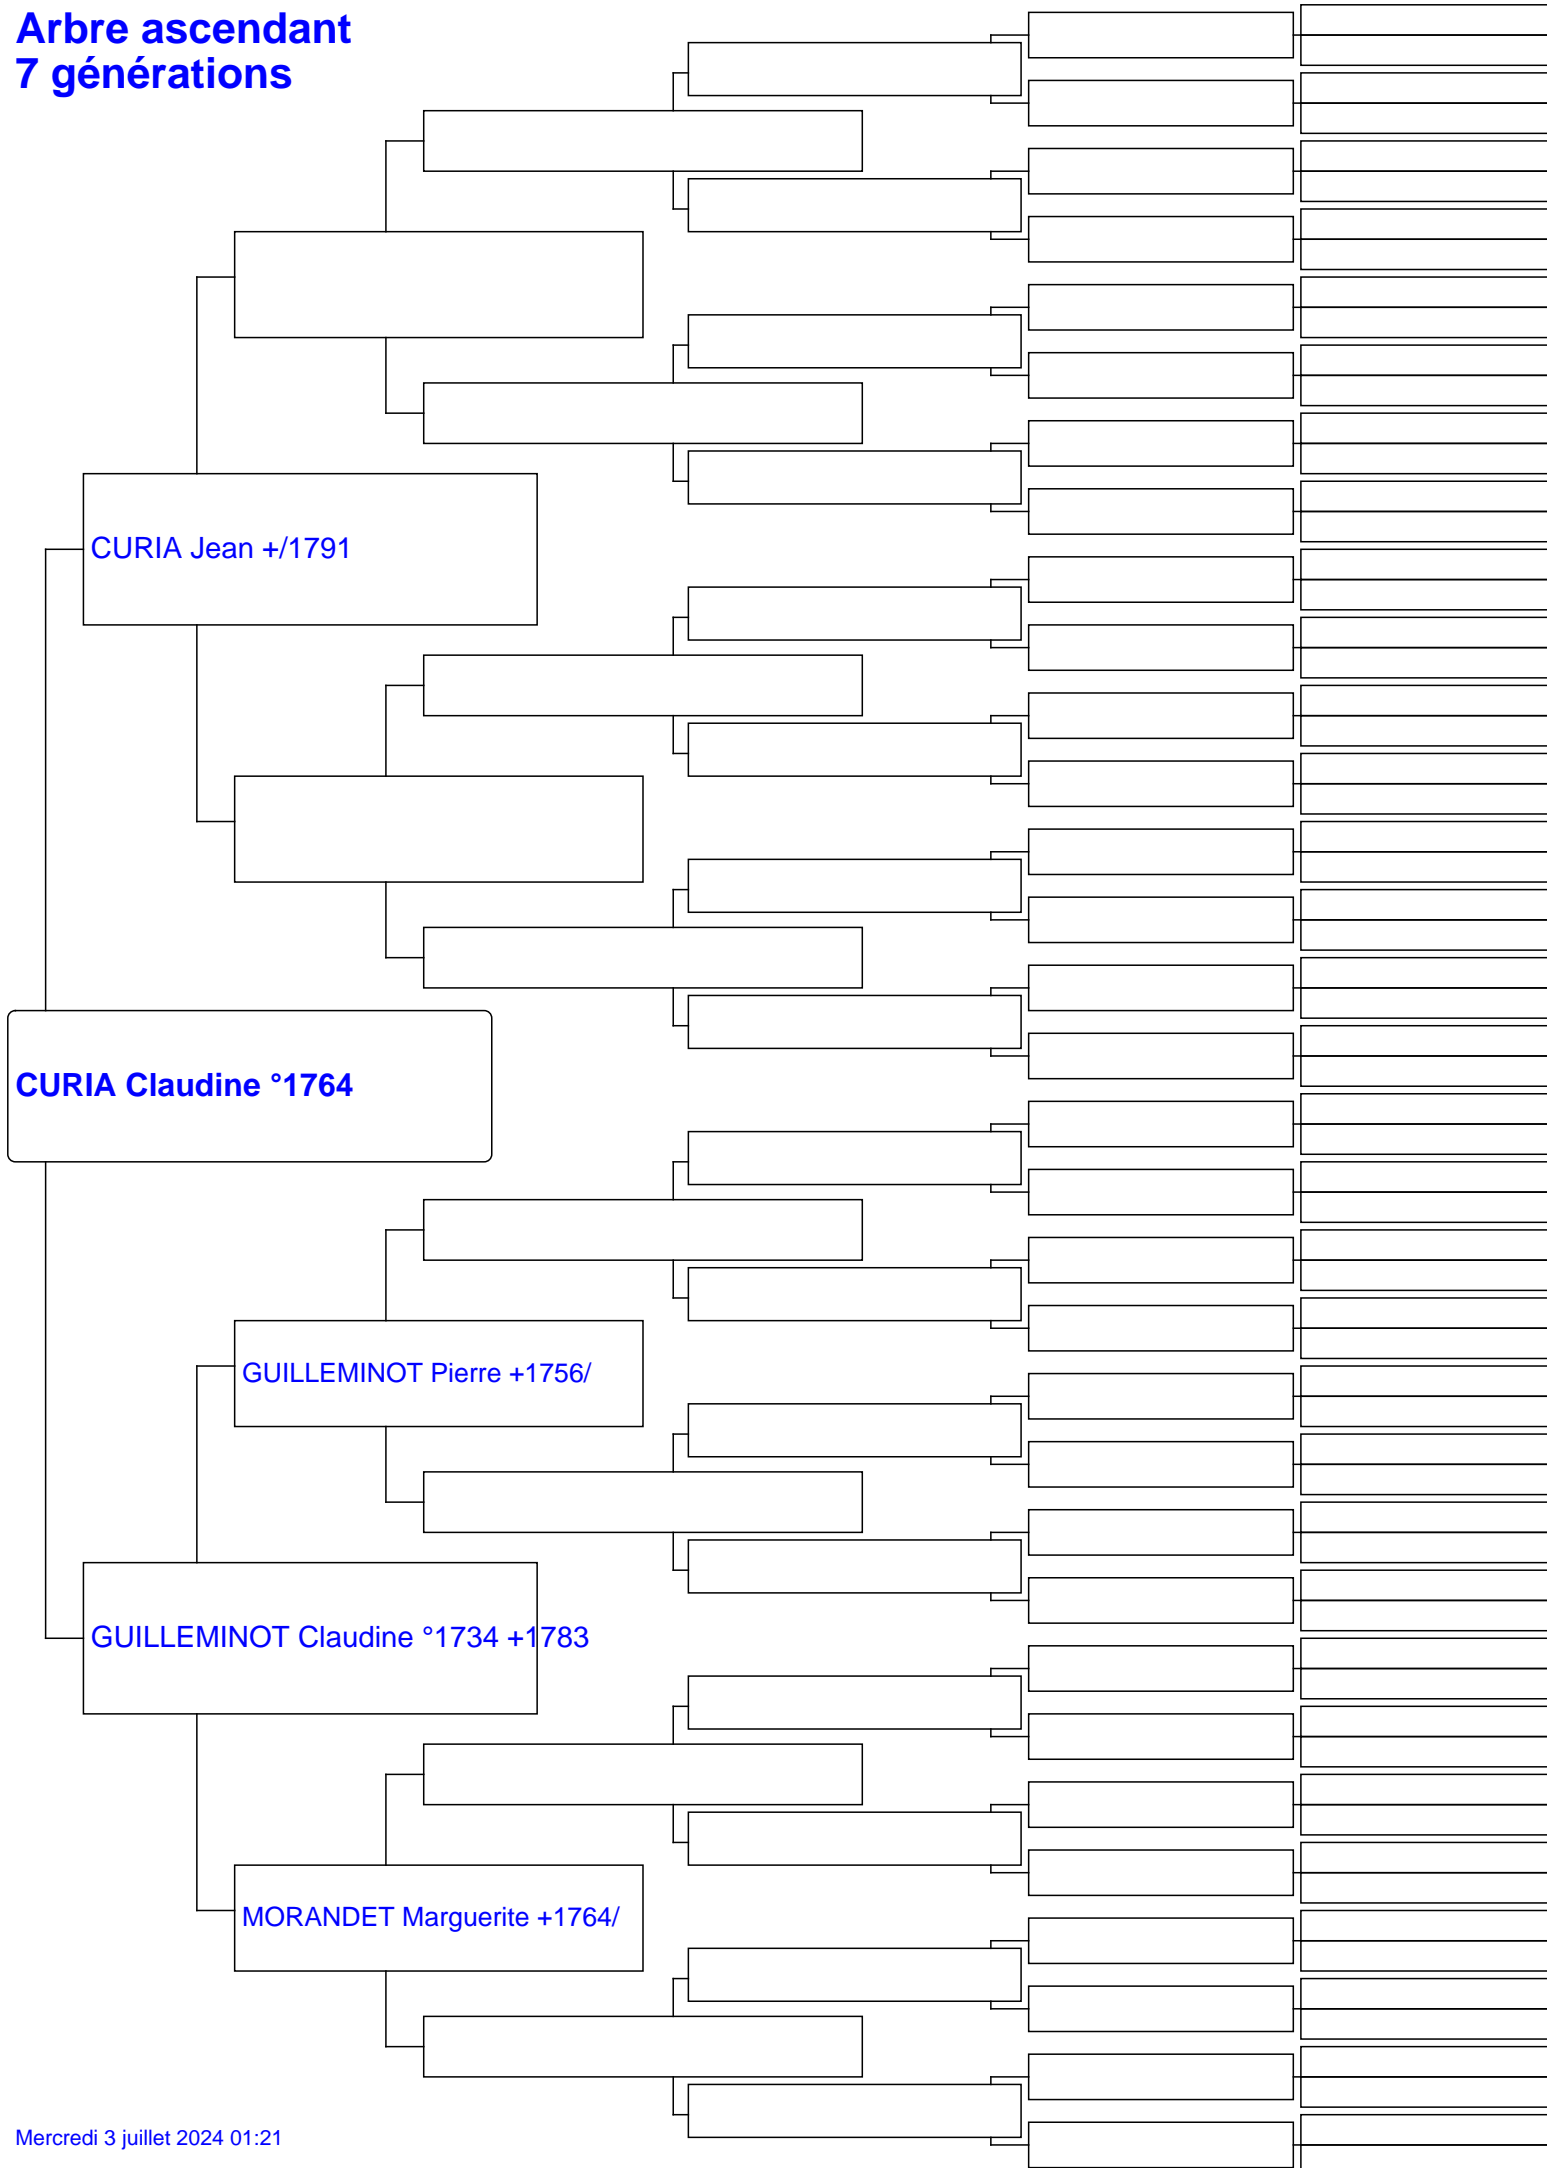 Arbre ascendant
7 générations
CURIA Jean +/1791
CURIA Claudine °1764
GUILLEMINOT Pierre +1756/
GUILLEMINOT Claudine °1734 +1783
MORANDET Marguerite +1764/
Mercredi 3 juillet 2024 01:21